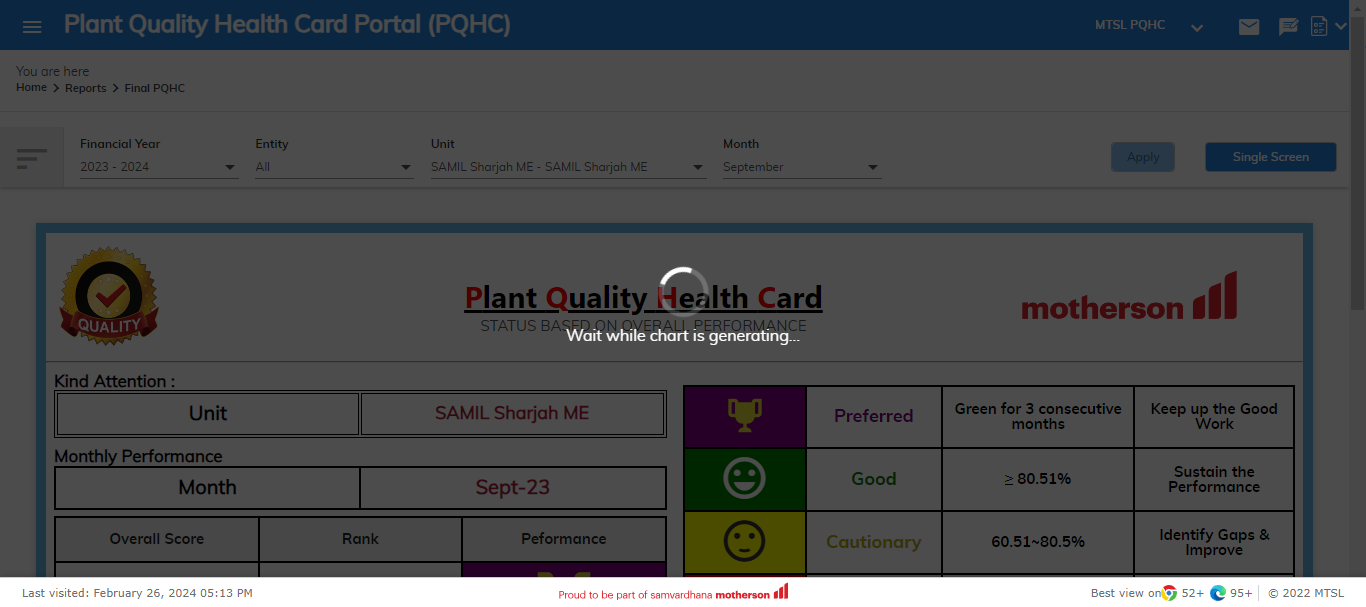 Plant Quality Health Card Portal (PQHC)
MTSL PQHC
You are here
Home > Reports > Final PQHC
Financial Year
2023 - 2024
Entity
All
Unit
SAMIL Sharjah ME - SAMIL Sharjah ME
Month
September
Apply
Single Screen
QUALITY
Plant Quality Health Card
STATUS BASED ON OVERALL PERFORMANCE
Wait while chart is generating...
motherson
Kind Attention :
Unit
SAMIL Sharjah ME
Monthly Performance
Month
Sept-23
Overall Score
Rank
Peformance
Preferred
Green for 3 consecutive
months
Keep up the Good
Work
Good
≥ 80.51%
Sustain the
Performance
Cautionary
60.51~80.5%
Identify Gaps &
Improve
Last visited: February 26, 2024 05:13 PM
Proud to be part of samvardhana motherson
Best view on 52+ 95+ | © 2022 MTSL